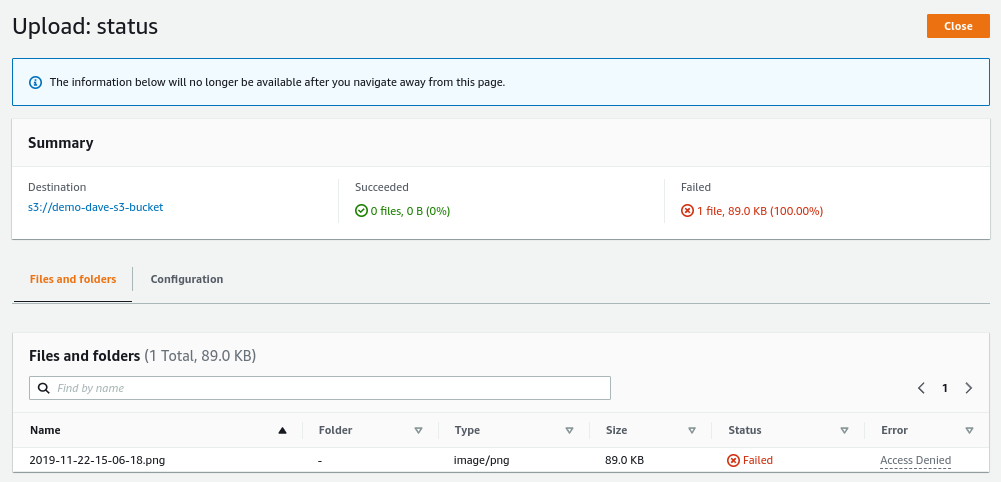 Upload: status
Close
The information below will no longer be available after you navigate away from this page.
Summary
Destination
s3://demo-dave-s3-bucket
Succeeded
0 files, 0 B (0%)
Failed
1 file, 89.0 KB (100.00%)
Files and folders
Configuration
Files and folders (1 Total, 89.0 KB)
Find by name
1
Name Folder Type Size Status Error
2019-11-22-15-06-18.png - image/png 89.0 KB Failed Access Denied